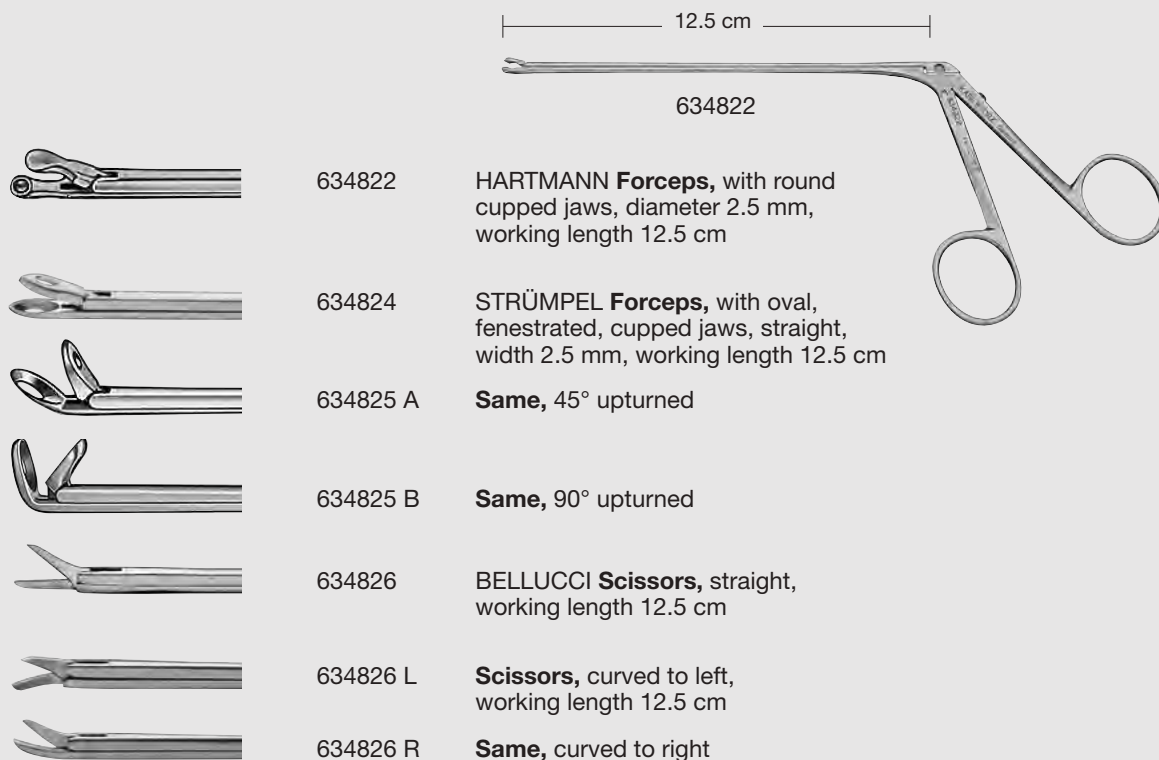 12.5 cm
634822
634822 HARTMANN Forceps, with round
cupped jaws, diameter 2.5 mm,
working length 12.5 cm
634824 STRÜMPEL Forceps, with oval,
fenestrated, cupped jaws, straight,
width 2.5 mm, working length 12.5 cm
634825 A Same, 45° upturned
634825 B Same, 90° upturned
634826 BELLUCCI Scissors, straight,
working length 12.5 cm
634826 L Scissors, curved to left,
working length 12.5 cm
634826 R Same, curved to right